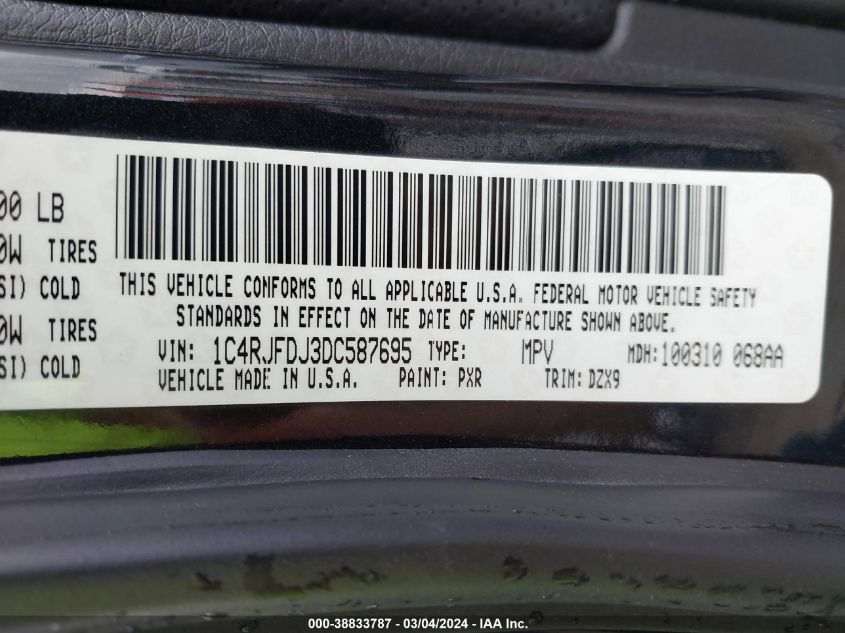 00 LB
0W TIRES
SI) COLD
0W TIRES
SI) COLD
THIS VEHICLE CONFORMS TO ALL APPLICABLE U.S.A. FEDERAL MOTOR VEHICLE SAFETY
STANDARDS IN EFFECT ON THE DATE OF MANUFACTURE SHOWN ABOVE.
VIN: 1C4RJFDJ3DC587695 TYPE: MPV MDH: 100310 068AA
VEHICLE MADE IN U.S.A. PAINT: PXR TRIM: DZX9
000-38833787 - 03/04/2024 - IAA Inc.